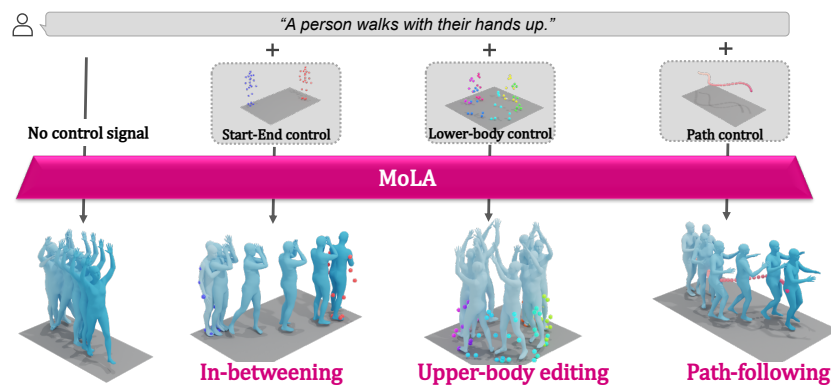 “A person walks with their hands up.”
+ + +
No control signal Start-End control Lower-body control Path control
MoLA
In-betweening Upper-body editing Path-following